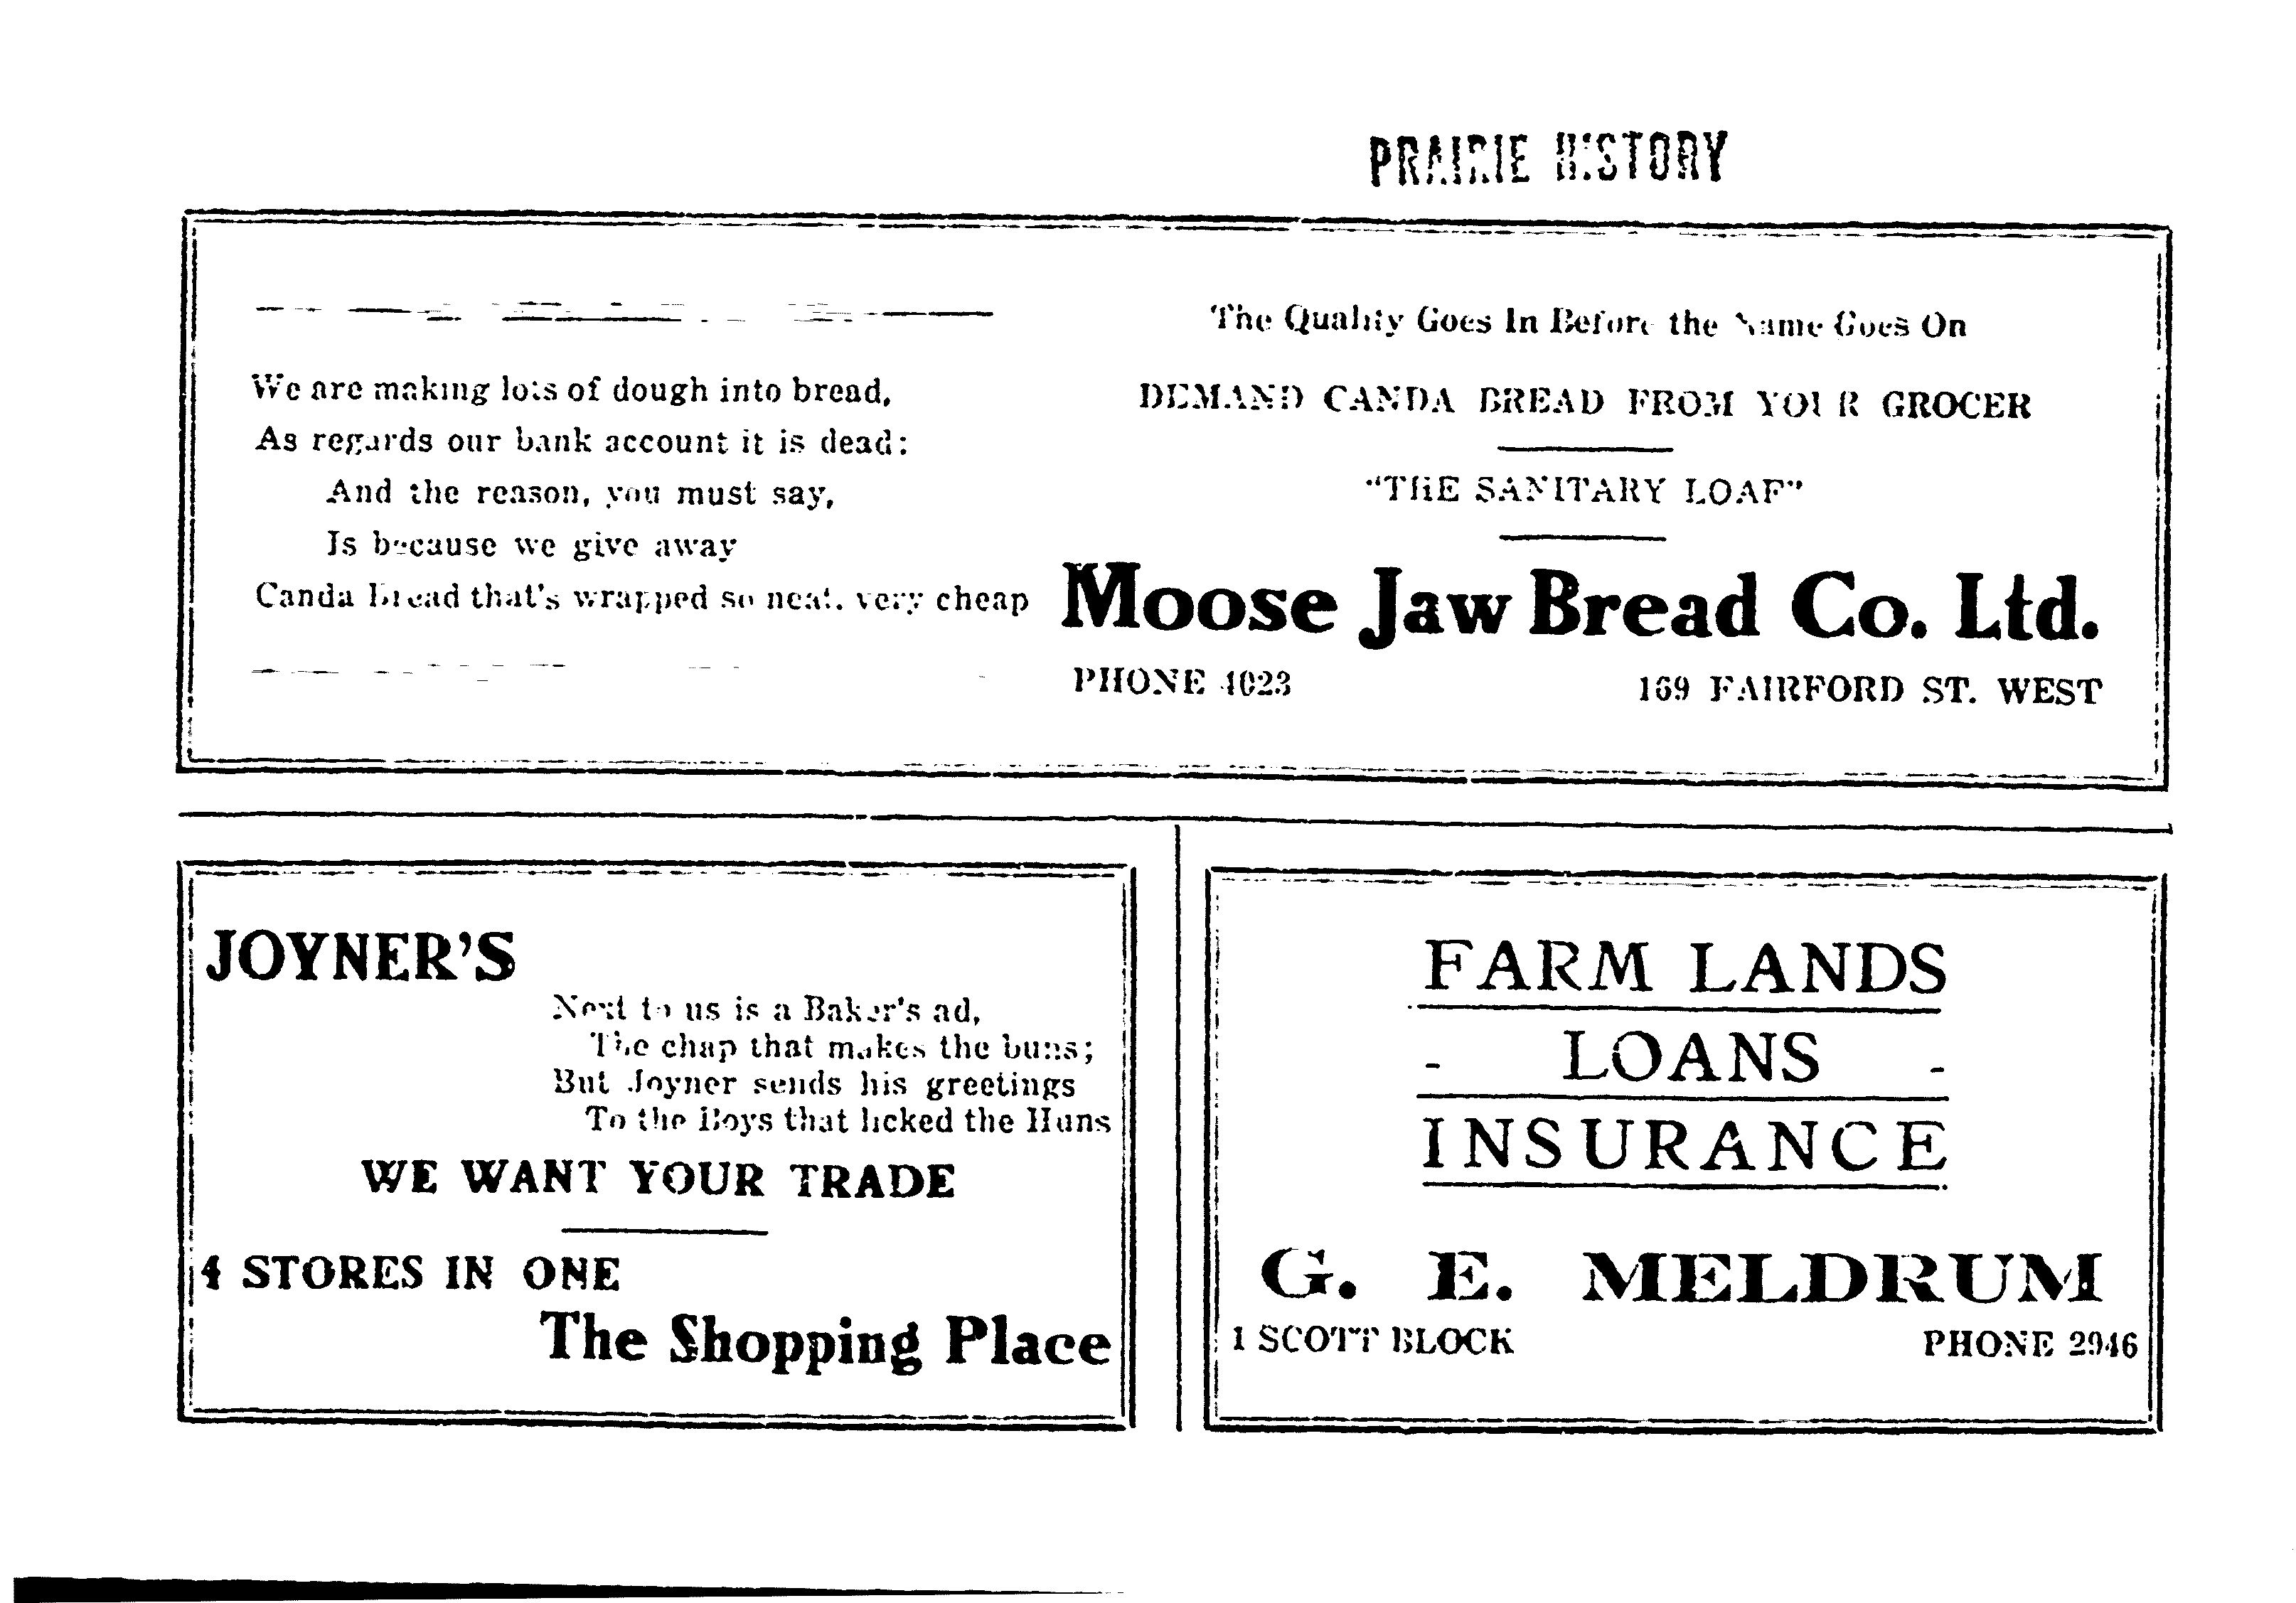 PRAIRIE HISTORY
We are making lots of dough into bread,
As regards our bank account it is dead:
And the reason, you must say,
Is because we give away
Canda Bread that's wrapped so neat, very cheap
The Quality Goes In Before the Name Goes On
DEMAND CANDA BREAD FROM YOUR GROCER
"THE SANITARY LOAF"
Moose Jaw Bread Co. Ltd.
PHONE 4023 169 FAIRFORD ST. WEST
JOYNER'S
Next to us is a Baker's ad,
The chap that makes the buns;
But Joyner sends his greetings
To the Boys that licked the Huns
WE WANT YOUR TRADE
4 STORES IN ONE
The Shopping Place
FARM LANDS
- LOANS -
INSURANCE
G. E. MELDRUM
1 SCOTT BLOCK PHONE 2946